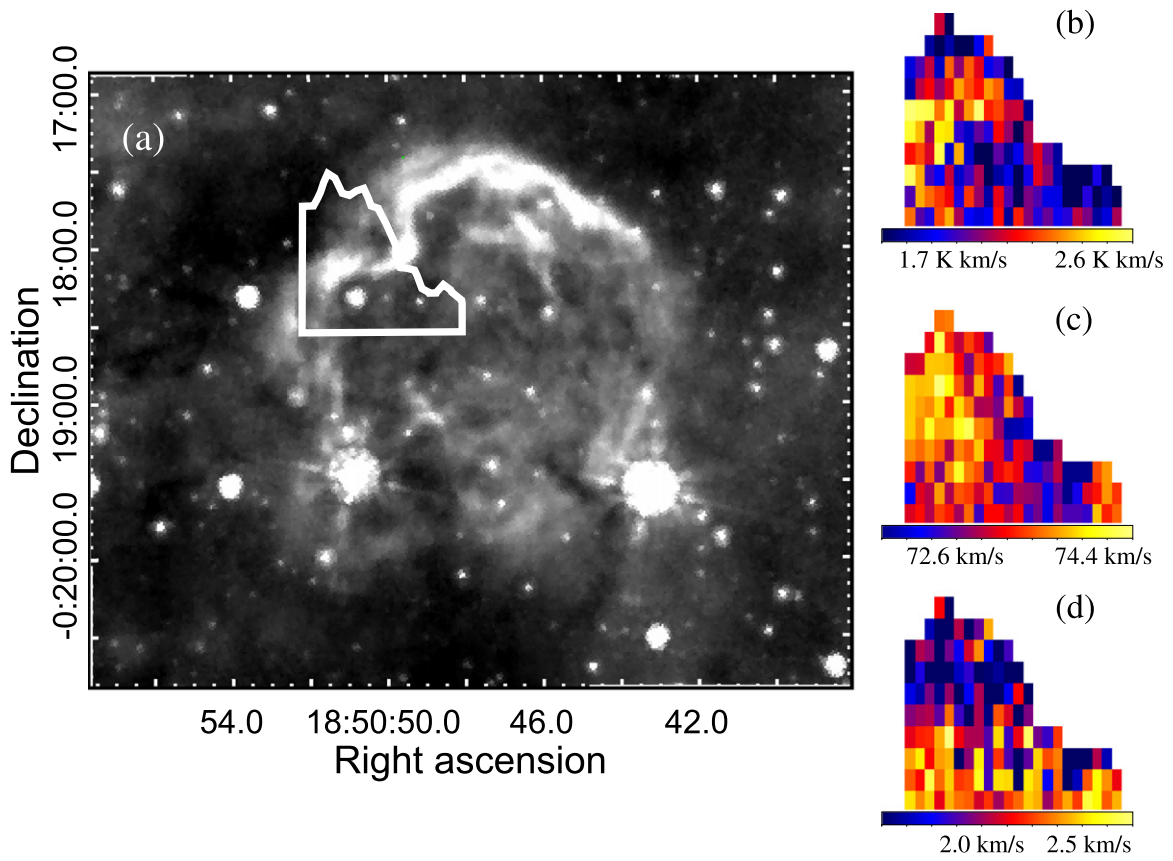 (a)
Declination
17:00.0
18:00.0
19:00.0
-0:20:00.0
54.0 18:50:50.0 46.0 42.0
Right ascension
(b)
1.7 K km/s 2.6 K km/s
(c)
72.6 km/s 74.4 km/s
(d)
2.0 km/s 2.5 km/s